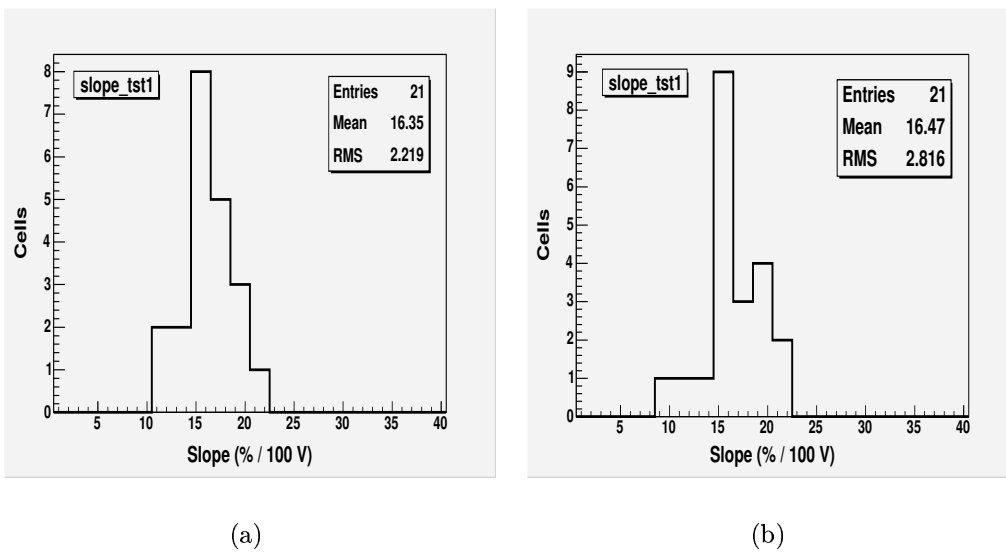 slope_tst1
Entries 21
Mean 16.35
RMS 2.219
8
7
6
5
4
3
2
1
0
Cells
5 10 15 20 25 30 35 40
Slope (% / 100 V)
(a)
slope_tst1
Entries 21
Mean 16.47
RMS 2.816
9
8
7
6
5
4
3
2
1
0
Cells
5 10 15 20 25 30 35 40
Slope (% / 100 V)
(b)